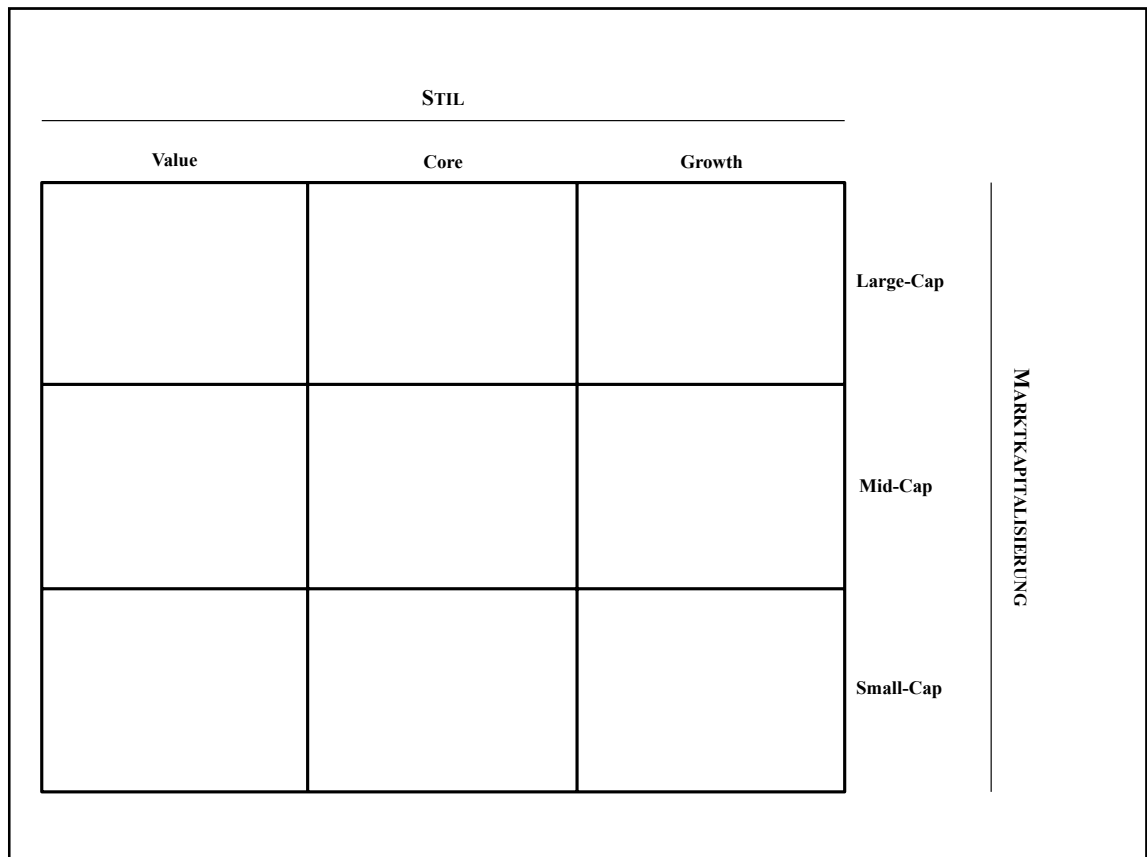 STIL
Value
Core
Growth
Large-Cap
Mid-Cap
Small-Cap
MARKTKAPITALISIERUNG